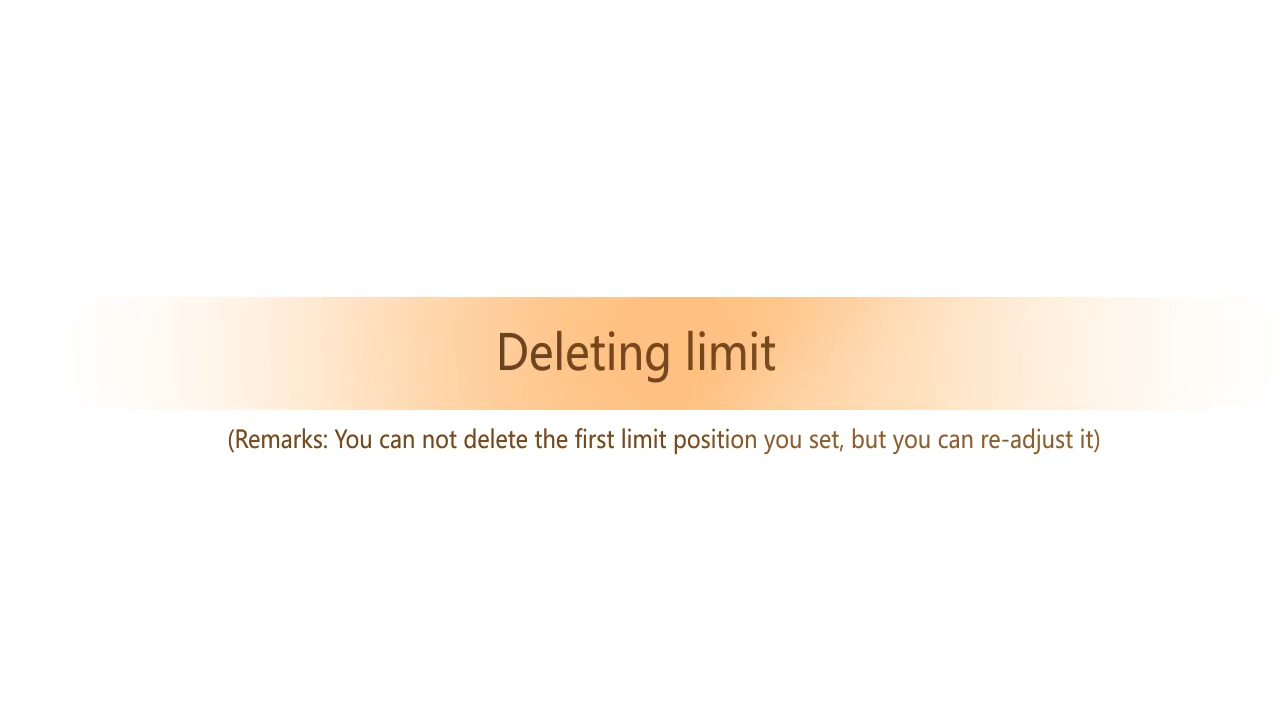 Deleting limit
(Remarks: You can not delete the first limit position you set, but you can re-adjust it)